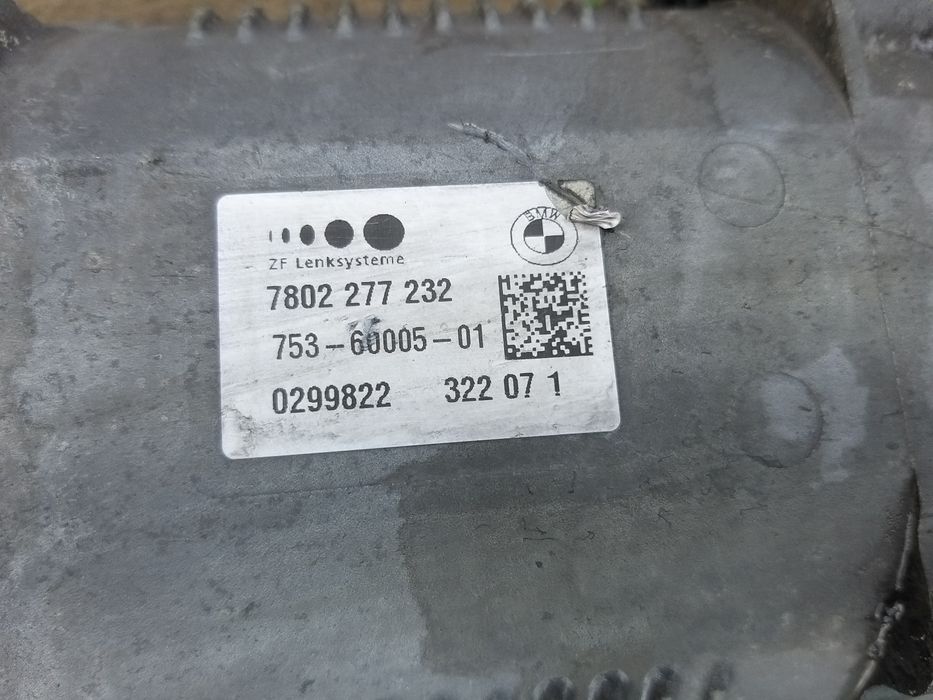 BMW
ZF Lenksysteme
7802 277 232
753-60005-01
0299822 322 07 1